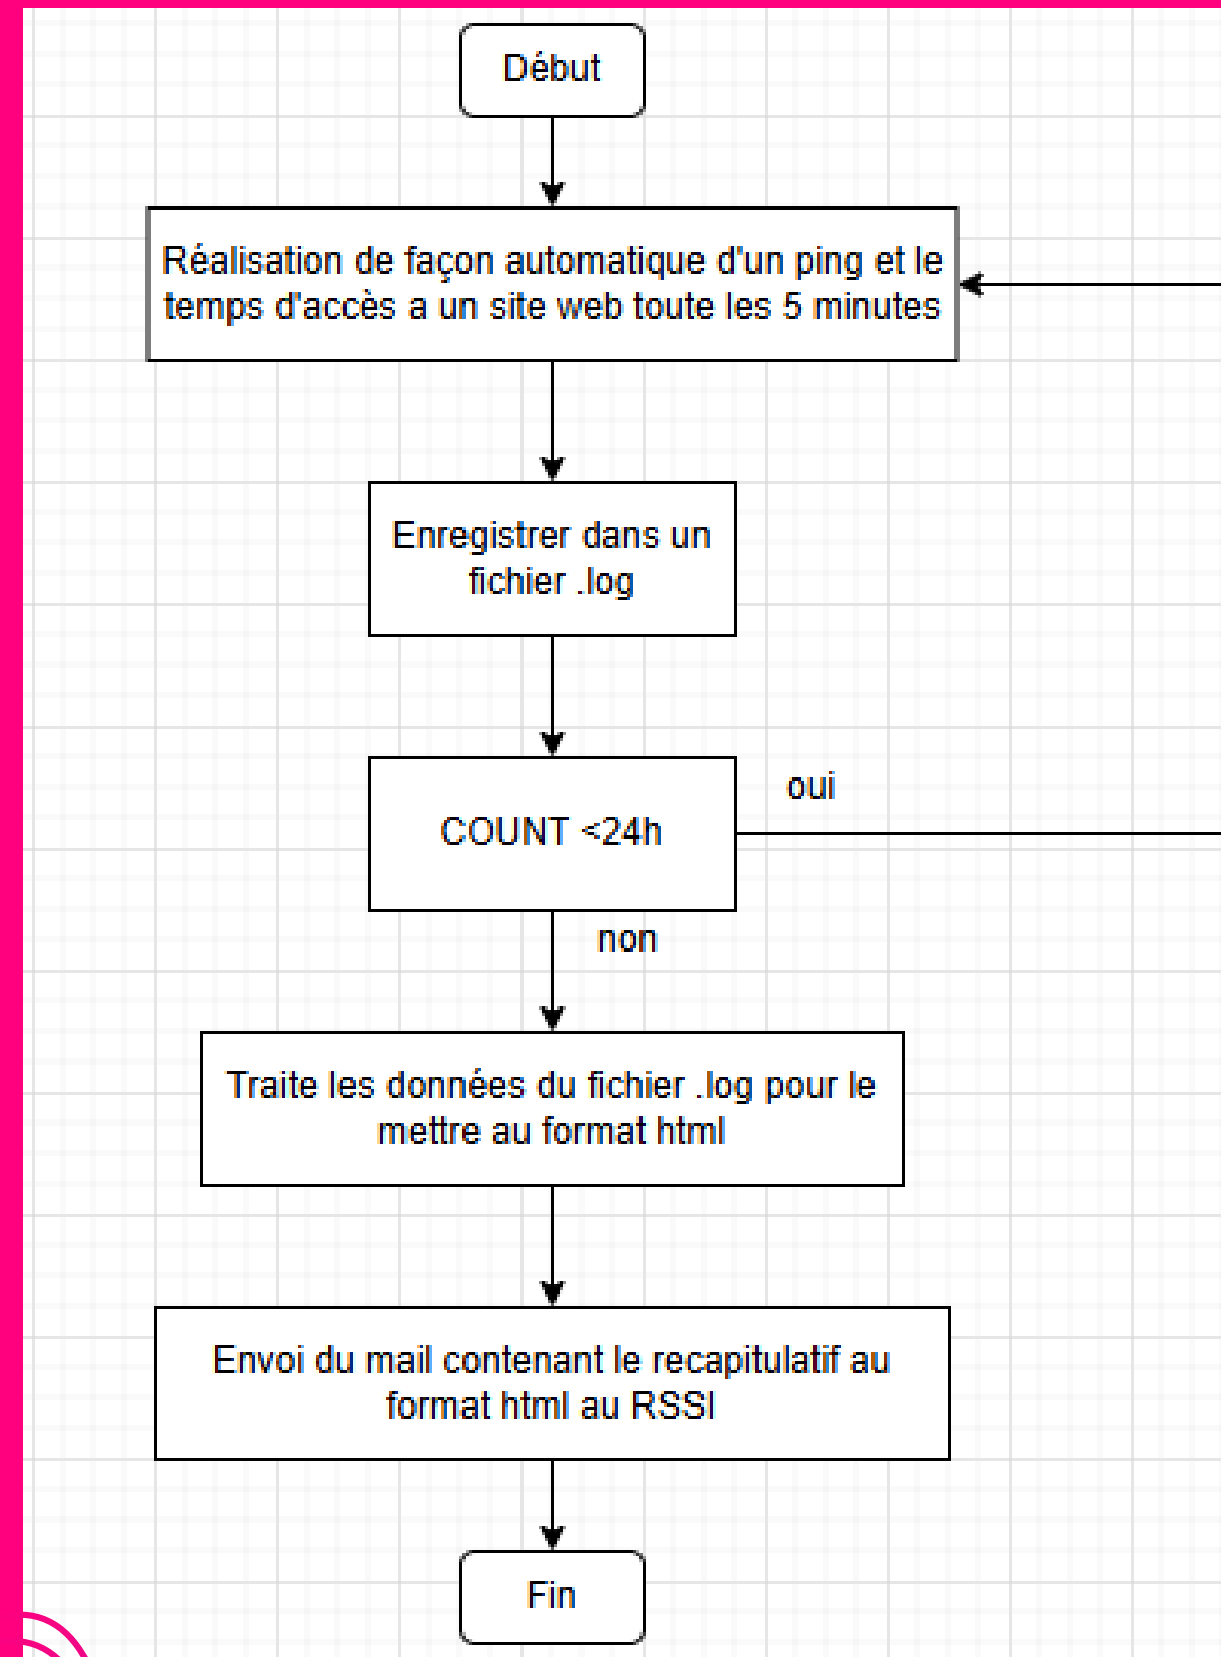 Début
Réalisation de façon automatique d'un ping et le
temps d'accès a un site web toute les 5 minutes
Enregistrer dans un
fichier .log
COUNT <24h
oui
non
Traite les données du fichier .log pour le
mettre au format html
Envoi du mail contenant le recapitulatif au
format html au RSSI
Fin